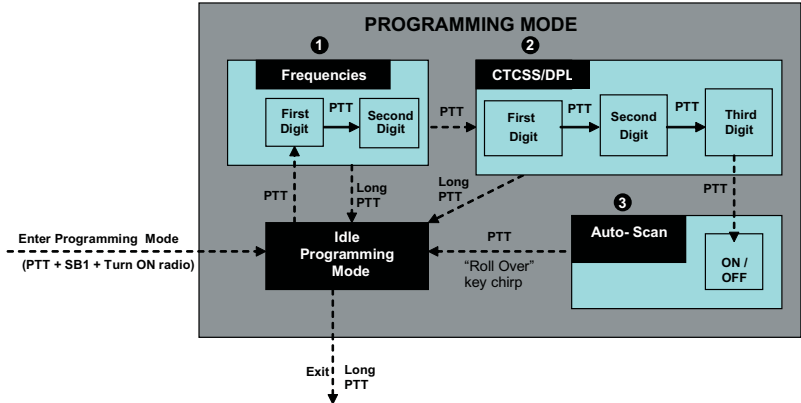 PROGRAMMING MODE
1
2
Frequencies
CTCSS/DPL
First
Digit
PTT
Second
Digit
PTT
First
Digit
PTT
Second
Digit
PTT
Third
Digit
PTT
Long
PTT
Long
PTT
PTT
3
Enter Programming Mode
(PTT + SB1 + Turn ON radio)
Idle
Programming
Mode
PTT
"Roll Over"
key chirp
Auto- Scan
ON /
OFF
Exit
Long
PTT